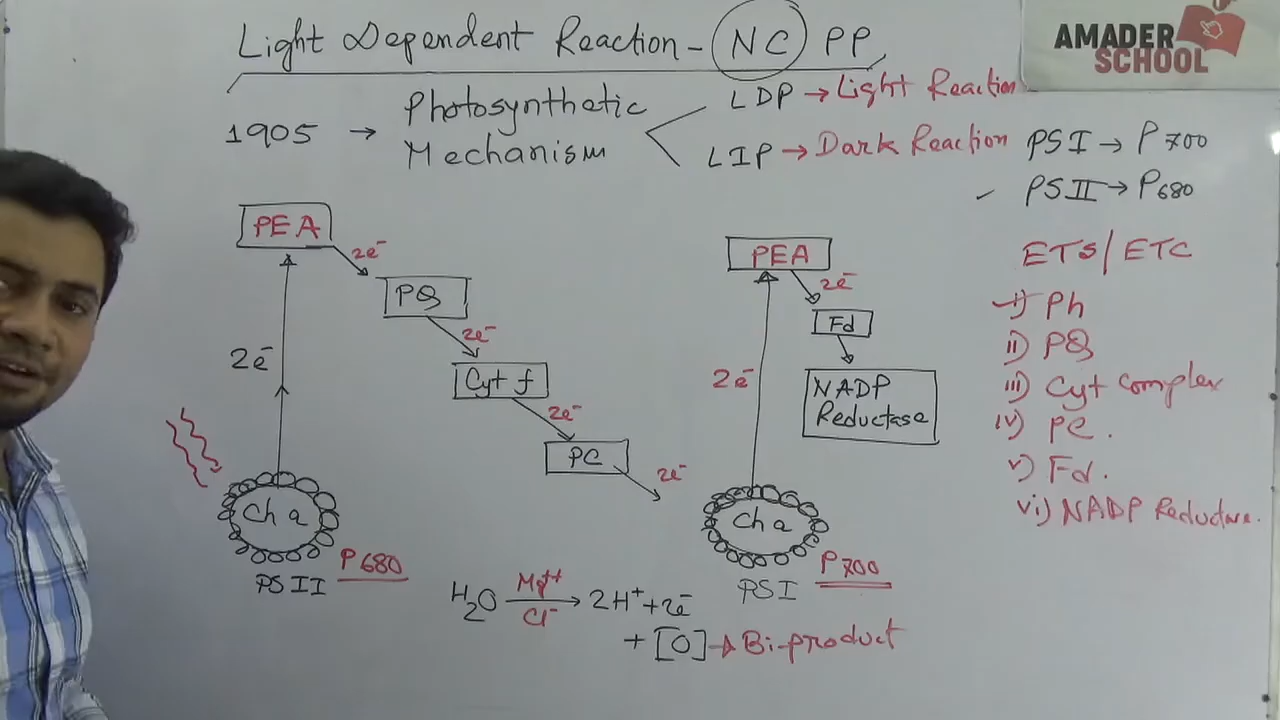 Light Dependent Reaction - NC PP
AMADER
SCHOOL
1905 → Photosynthetic
Mechanism
LDP → Light Reaction
LIP → Dark Reaction
PSI → P700
PSII → P680
ETS/ETC
i) Ph
ii) PQ
iii) Cyt complex
iv) PC.
v) Fd.
vi) NADP Reductase.
PEA
2e⁻
PQ
2e⁻
Cyt f
2e⁻
PC
2e⁻
2e⁻
Ch a
PSII
P680
PEA
2e⁻
Fd
NADP
Reductase
2e⁻
Ch a
PSI
P700
H₂O Mg⁺⁺ Cl⁻ → 2H⁺ + 2e⁻
+ [O] → Bi-product